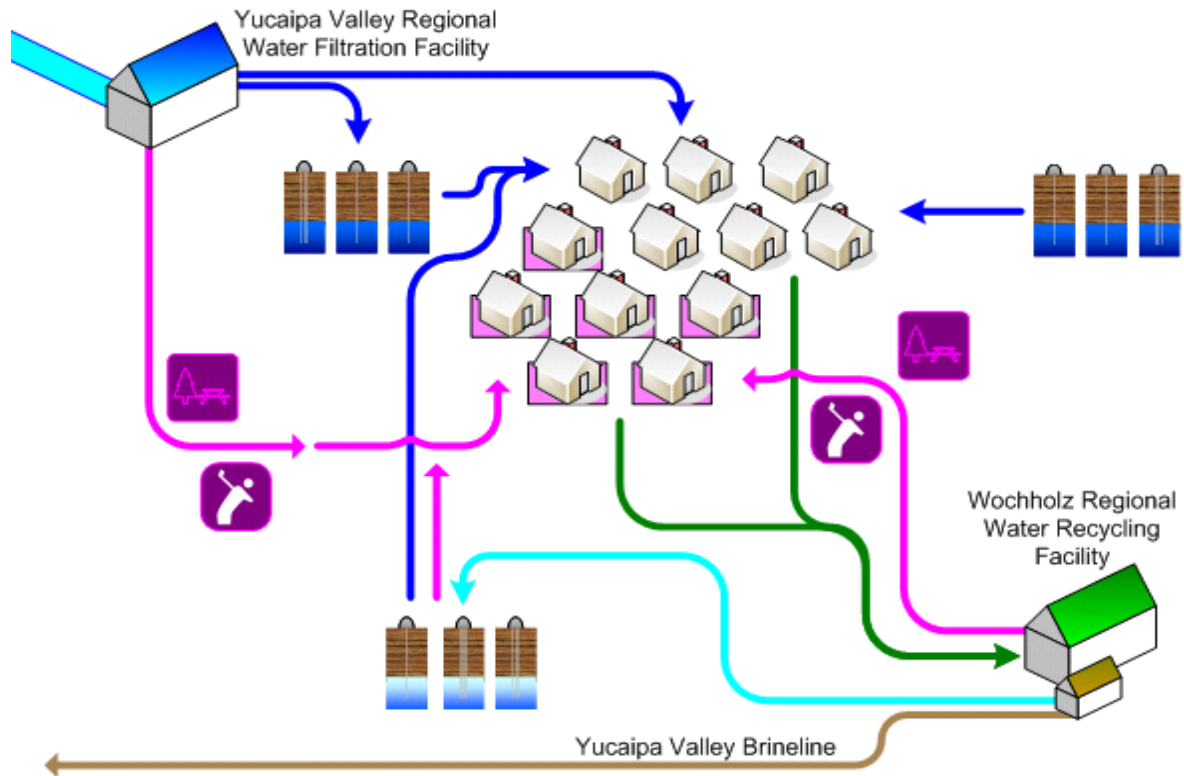 Yucaipa Valley Regional
Water Filtration Facility
Wochholz Regional
Water Recycling
Facility
Yucaipa Valley Brineline